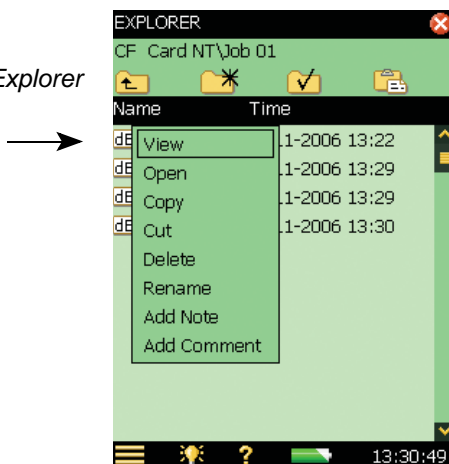 EXPLORER
CF Card NT\Job 01
Explorer
Name Time
View 1-2006 13:22
Open 1-2006 13:29
Copy 1-2006 13:29
Cut 1-2006 13:30
Delete
Rename
Add Note
Add Comment
? 13:30:49